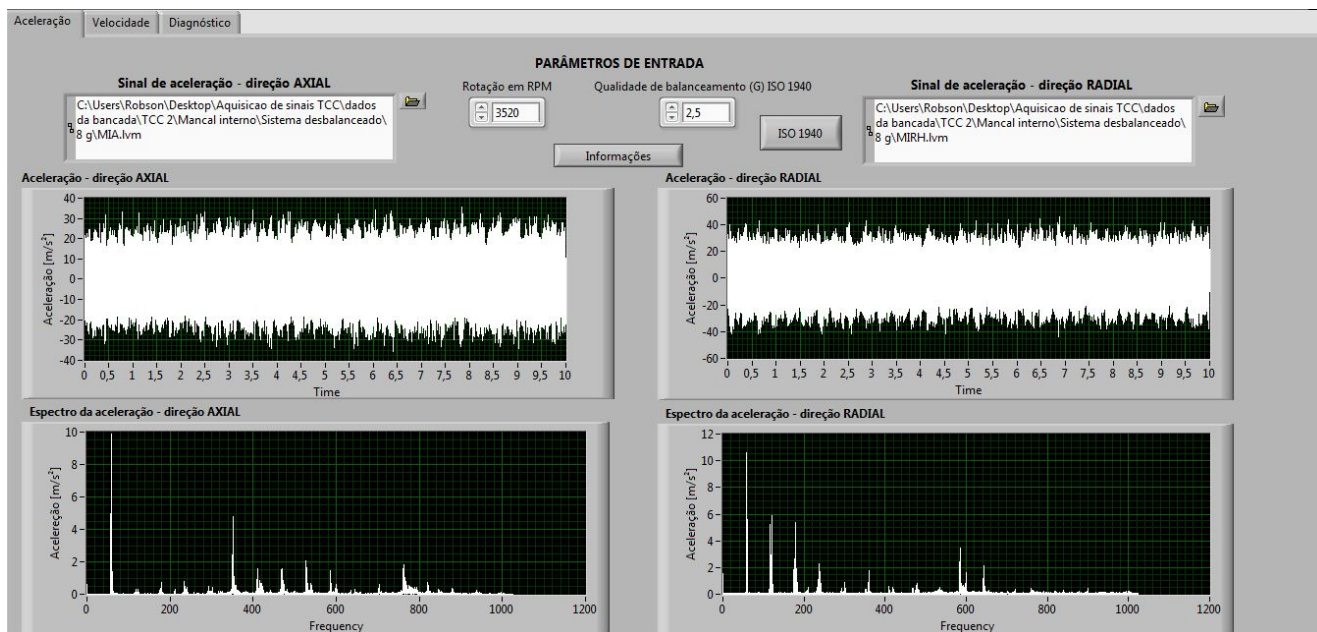 Aceleração Velocidade Diagnóstico
PARÂMETROS DE ENTRADA
Sinal de aceleração - direção AXIAL
C:\Users\Robson\Desktop\Aquisicao de sinais TCC\dados
da bancada\TCC 2\Mancal interno\Sistema desbalanceado\
8 g\MIA.lvm
Rotação em RPM
3520
Qualidade de balanceamento (G) ISO 1940
2,5
ISO 1940
Informações
Sinal de aceleração - direção RADIAL
C:\Users\Robson\Desktop\Aquisicao de sinais TCC\dados
da bancada\TCC 2\Mancal interno\Sistema desbalanceado\
8 g\MIRH.lvm
Aceleração - direção AXIAL
Aceleração [m/s²]
40
30
20
10
0
-10
-20
-30
-40
0 0,5 1 1,5 2 2,5 3 3,5 4 4,5 5 5,5 6 6,5 7 7,5 8 8,5 9 9,5 10
Time
Aceleração - direção RADIAL
Aceleração [m/s²]
60
40
20
0
-20
-40
-60
0 0,5 1 1,5 2 2,5 3 3,5 4 4,5 5 5,5 6 6,5 7 7,5 8 8,5 9 9,5 10
Time
Espectro da aceleração - direção AXIAL
Acelereção [m/s²]
10
8
6
4
2
0
0 200 400 600 800 1000 1200
Frequency
Espectro da aceleração - direção RADIAL
Aceleração [m/s²]
12
10
8
6
4
2
0
0 200 400 600 800 1000 1200
Frequency